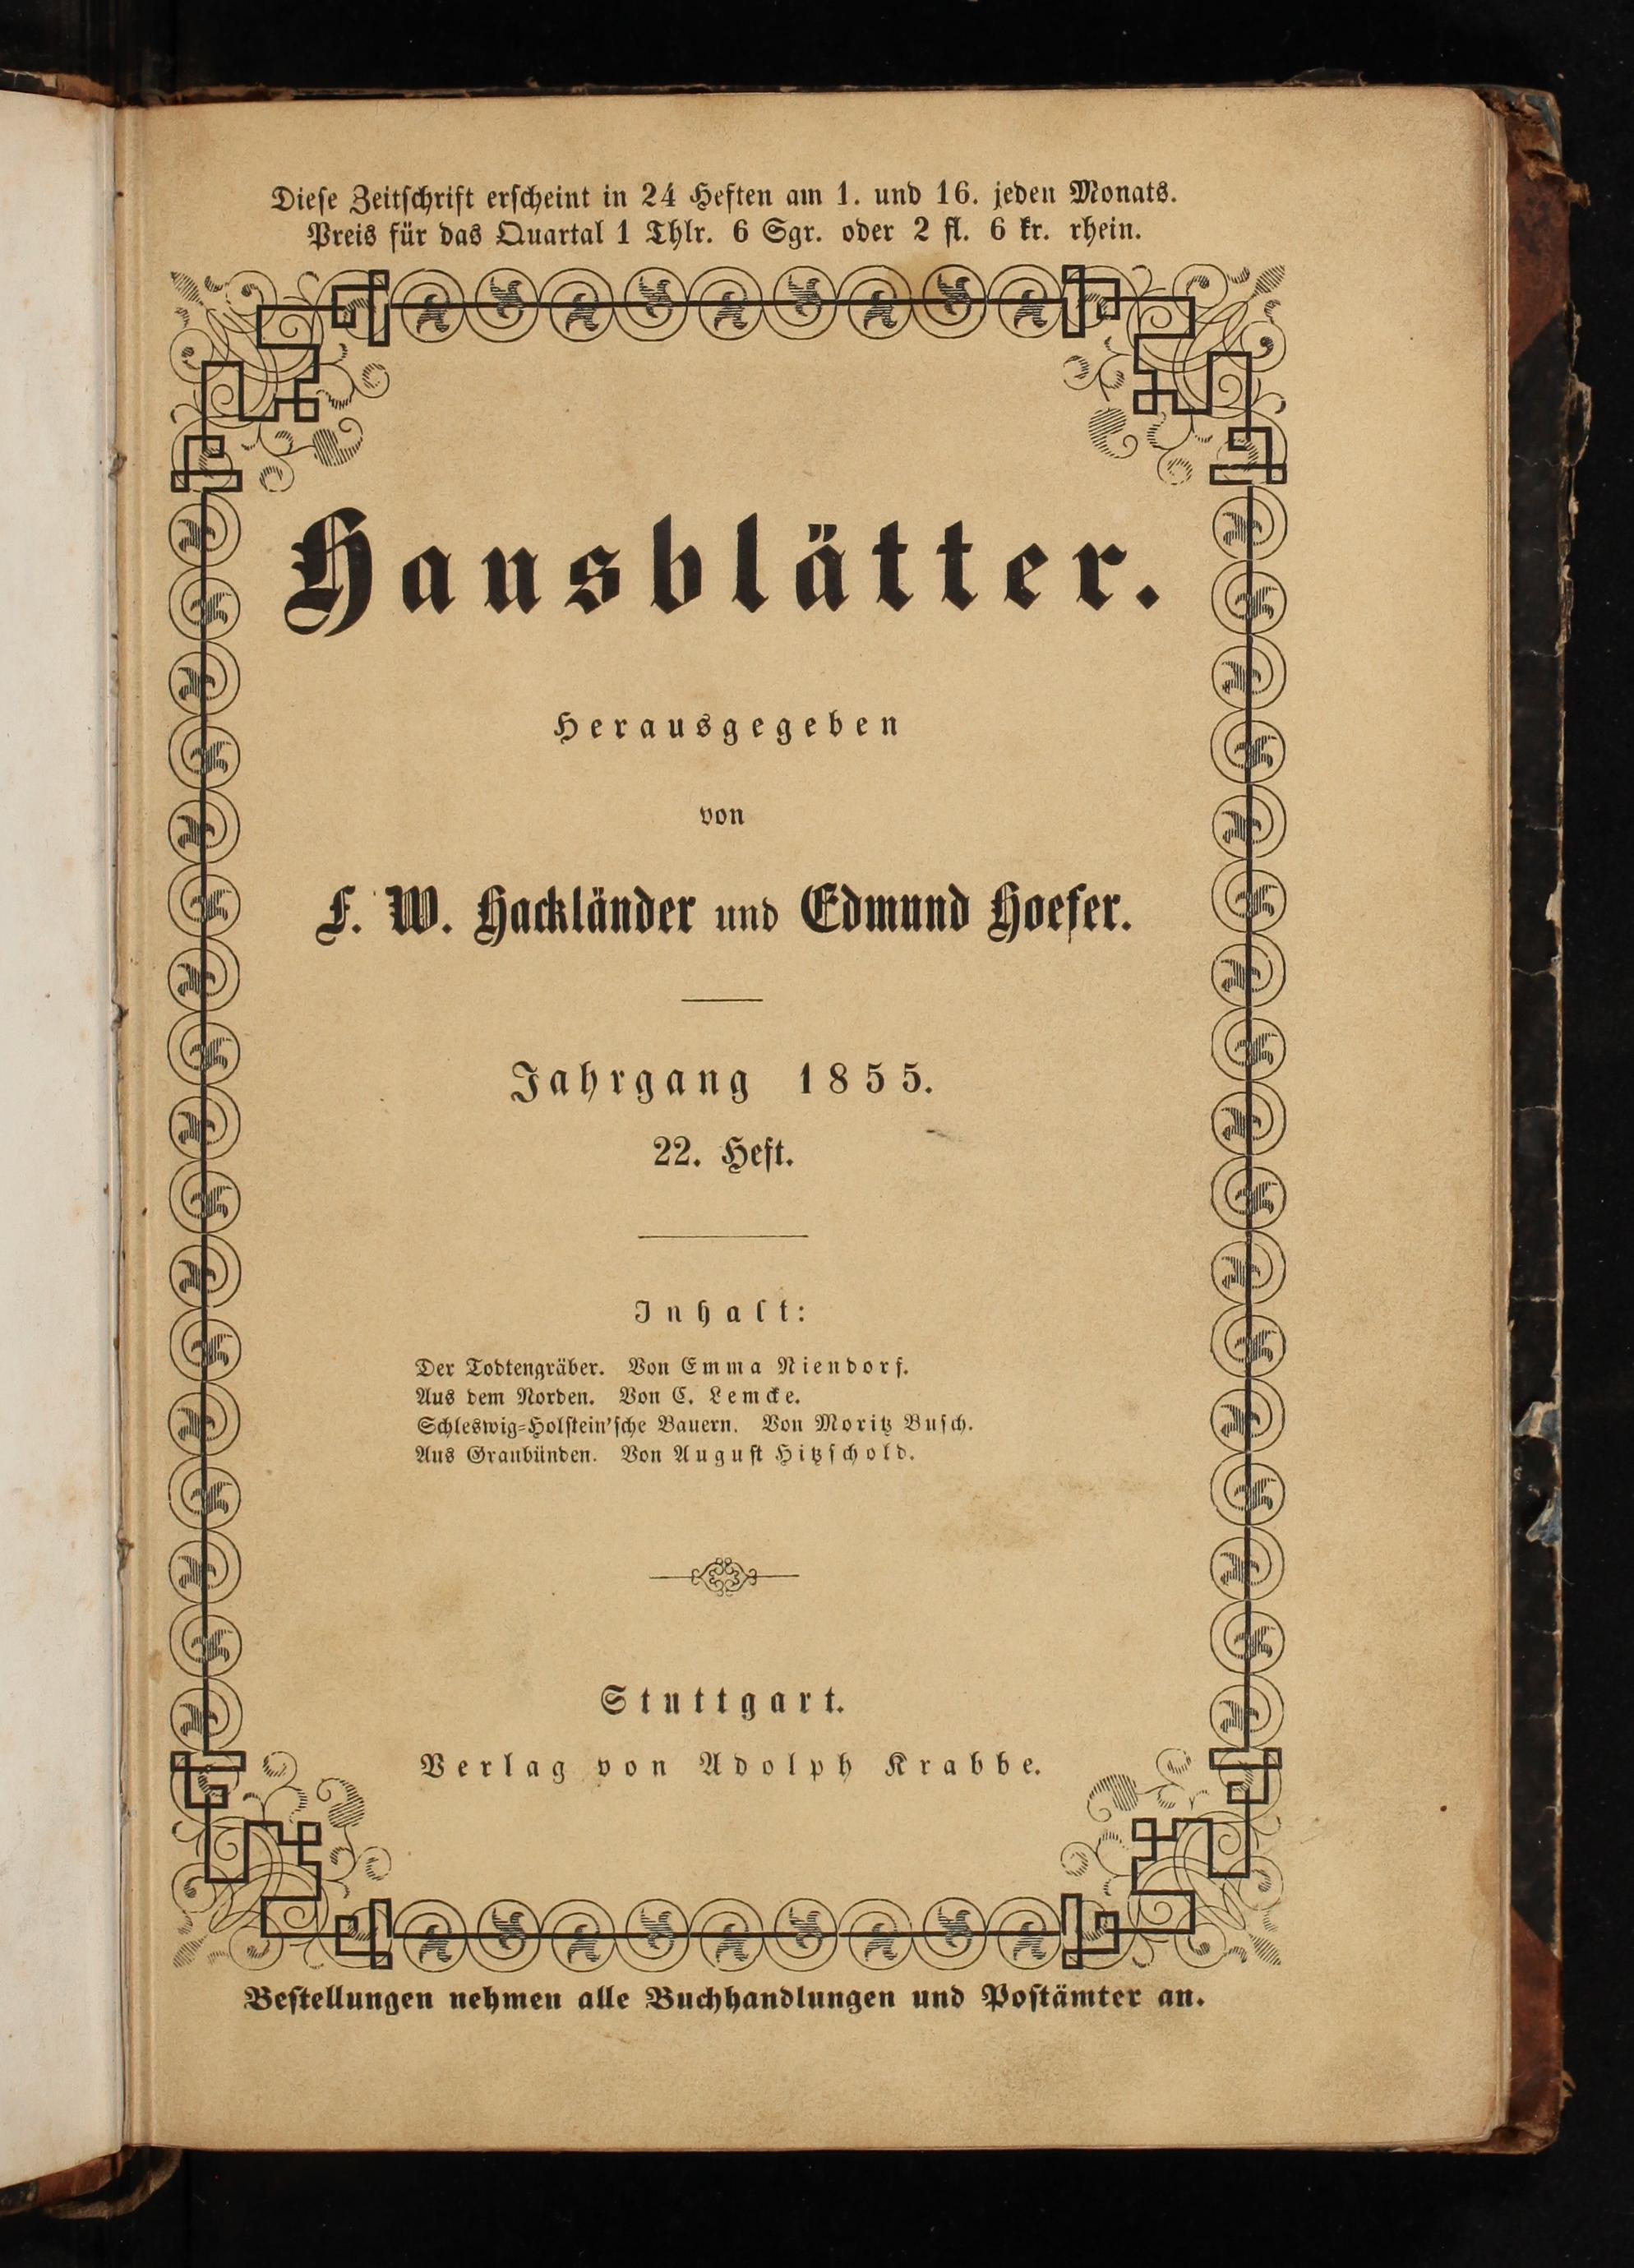 Dieſe Zeitſchrift erſcheint in 24 Heften am 1. und 16. jeden Monats.
Preis für das Quartal 1 Thlr. 6 Sgr. oder 2 fl. 6 kr. rhein.
Hausblätter.
Herausgegeben
von
F. W. Hackländer und Edmund Hoefer.
Jahrgang 1855.
22. Heft.
Inhalt:
Der Todtengräber. Von Emma Niendorf.
Aus dem Norden. Von C. Lemcke.
Schleswig-Holſtein'ſche Bauern. Von Moritz Buſch.
Aus Graubünden. Von Auguſt Hitzſchold.
Stuttgart.
Verlag von Adolph Krabbe.
Beſtellungen nehmen alle Buchhandlungen und Poſtämter an.